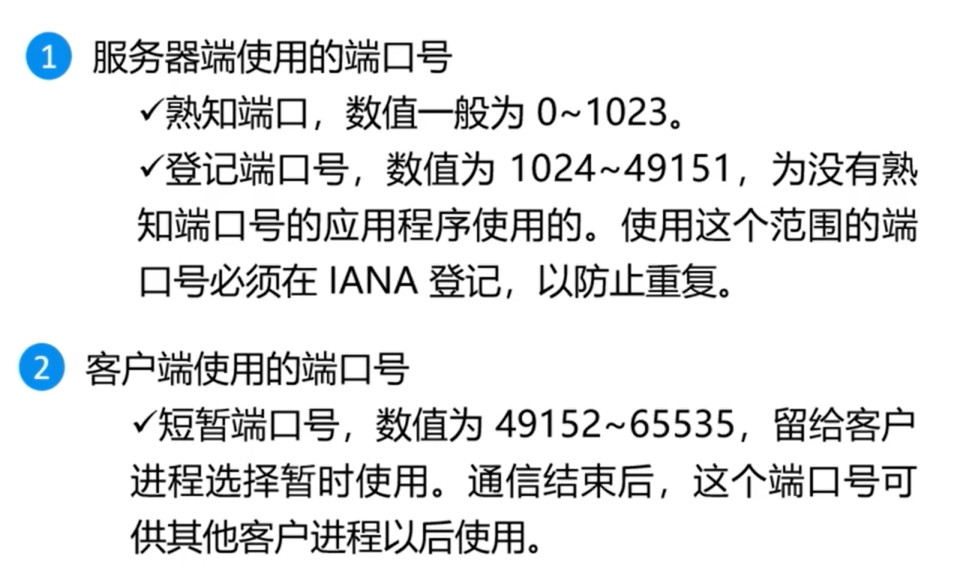 1 服务器端使用的端口号
✓熟知端口，数值一般为 0~1023。
✓登记端口号，数值为 1024~49151，为没有熟
知端口号的应用程序使用的。使用这个范围的端
口号必须在 IANA 登记，以防止重复。
2 客户端使用的端口号
✓短暂端口号，数值为 49152~65535，留给客户
进程选择暂时使用。通信结束后，这个端口号可
供其他客户进程以后使用。